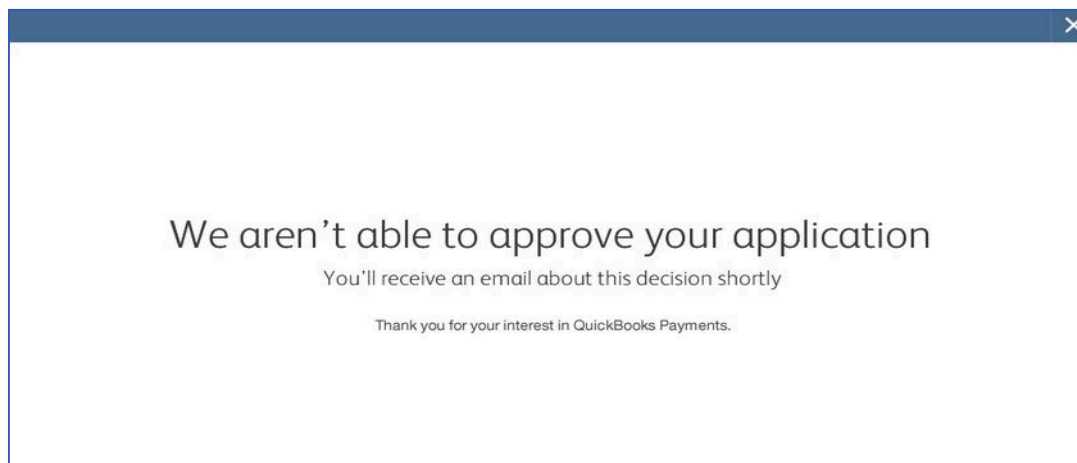 We aren't able to approve your application
You'll receive an email about this decision shortly
Thank you for your interest in QuickBooks Payments.